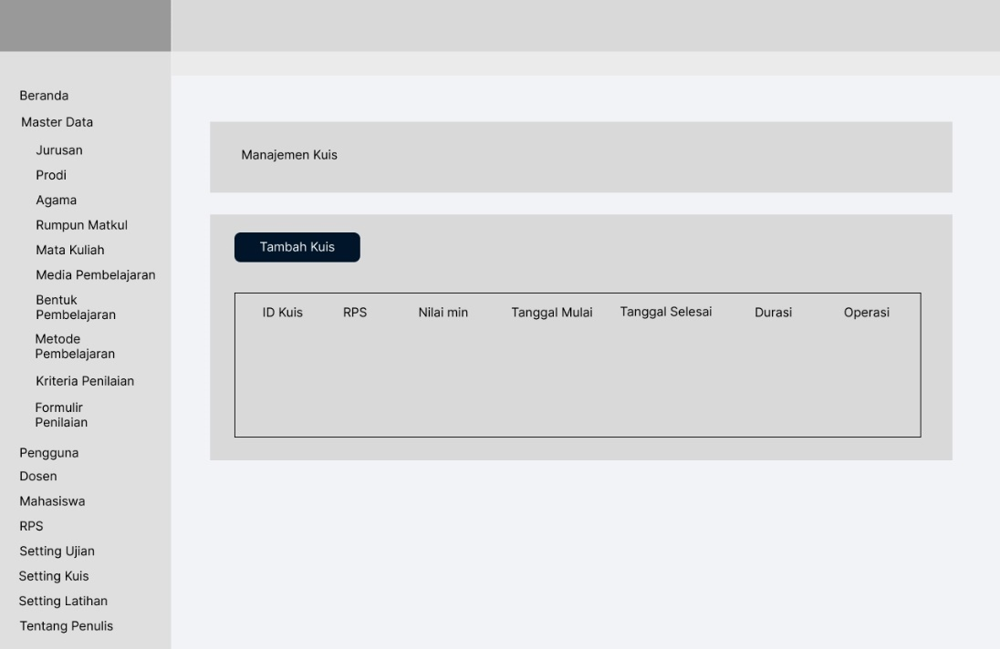 Beranda
Master Data
Jurusan
Prodi
Agama
Rumpun Matkul
Mata Kuliah
Media Pembelajaran
Bentuk
Pembelajaran
Metode
Pembelajaran
Kriteria Penilaian
Formulir
Penilaian
Pengguna
Dosen
Mahasiswa
RPS
Setting Ujian
Setting Kuis
Setting Latihan
Tentang Penulis
Manajemen Kuis
Tambah Kuis
ID Kuis RPS Nilai min Tanggal Mulai Tanggal Selesai Durasi Operasi